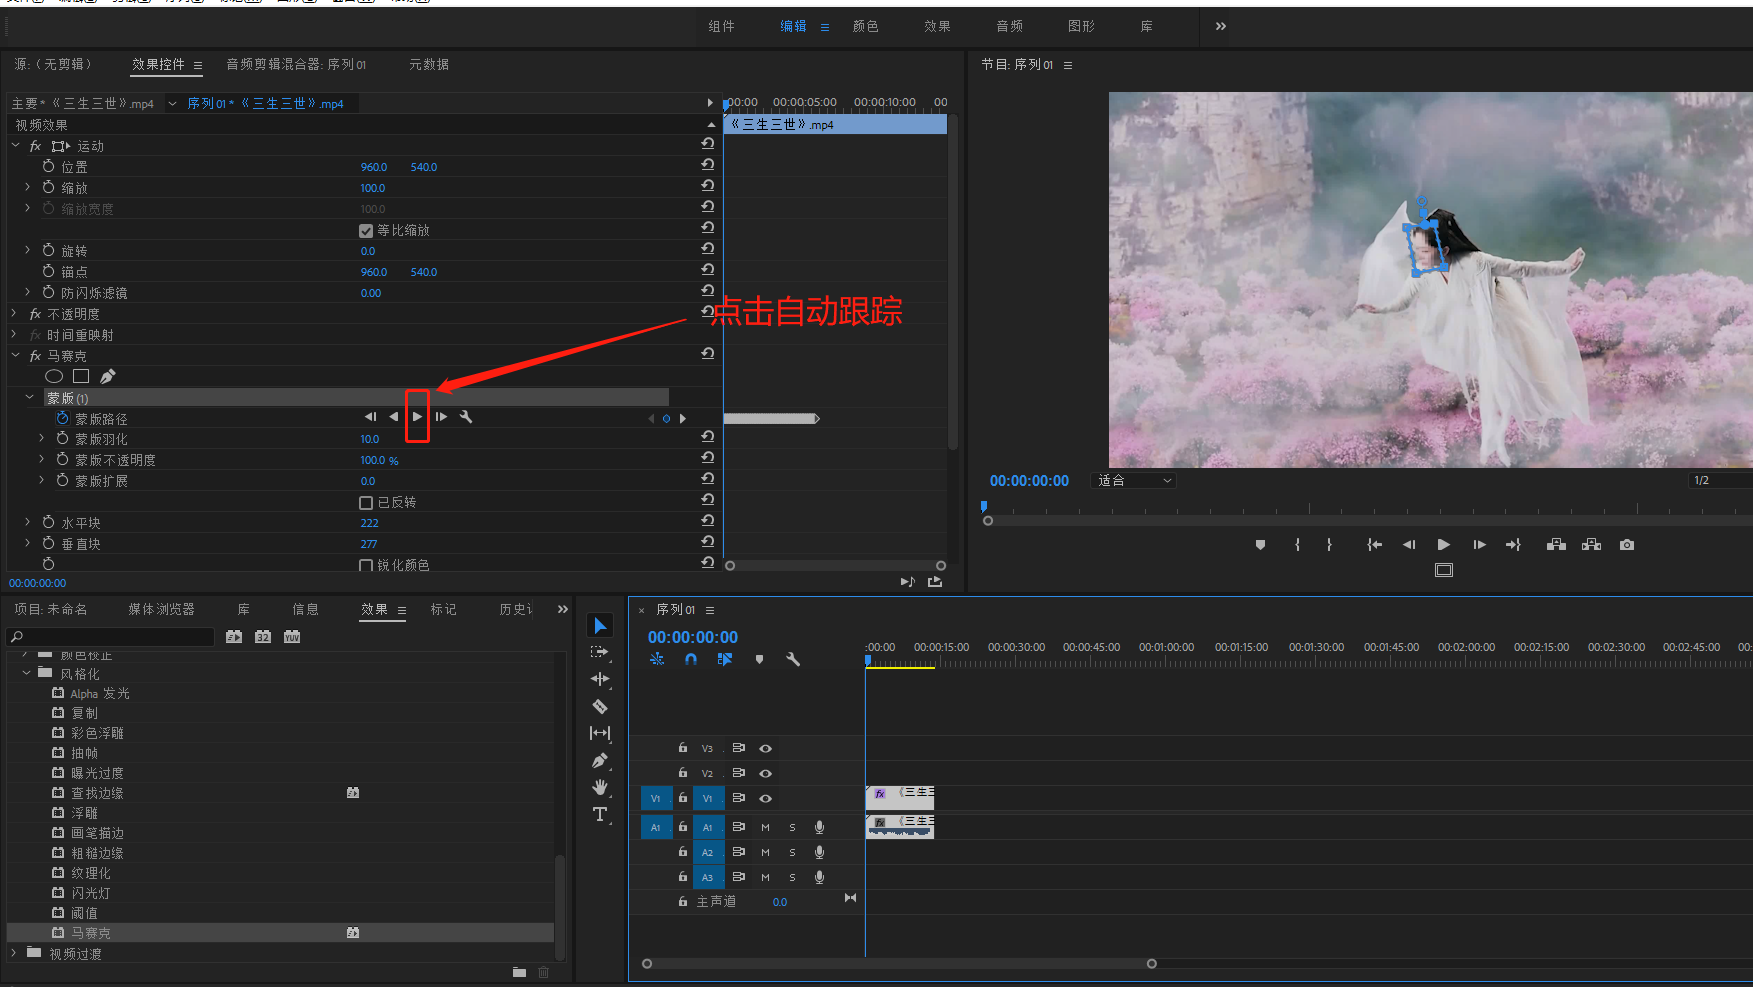 组件 编辑 颜色 效果 音频 图形 库
源:（无剪辑） 效果控件 音频剪辑混合器: 序列 01 元数据
节目: 序列 01
主要 * 《三生三世》.mp4 序列 01 * 《三生三世》.mp4
00:00 00:00:05:00 00:00:10:00 00
视频效果
《三生三世》.mp4
fx 运动
位置 960.0 540.0
缩放 100.0
缩放宽度 100.0
等比缩放
旋转 0.0
锚点 960.0 540.0
防闪烁滤镜 0.00
fx 不透明度
点击自动跟踪
fx 时间重映射
fx 马赛克
蒙版 (1)
蒙版路径
蒙版羽化 10.0
蒙版不透明度 100.0 %
蒙版扩展 0.0
已反转
水平块 222
垂直块 277
锐化颜色
00:00:00:00
00:00:00:00 适合 1/2
项目: 未命名 媒体浏览器 库 信息 效果 标记
32 YUV
颜色校正
风格化
Alpha 发光
复制
彩色浮雕
抽帧
曝光过度
查找边缘
浮雕
画笔描边
粗糙边缘
纹理化
闪光灯
阈值
马赛克
视频过渡
× 序列 01
00:00:00:00
:00:00 00:00:15:00 00:00:30:00 00:00:45:00 00:01:00:00 00:01:15:00 00:01:30:00 00:01:45:00 00:02:00:00 00:02:15:00 00:02:30:00 00:02:45:00 00:
V3
V2
V1 V1 fx 《三生三
A1 A1 M S fx 《三生三
A2 M S
A3 M S
主声道 0.0